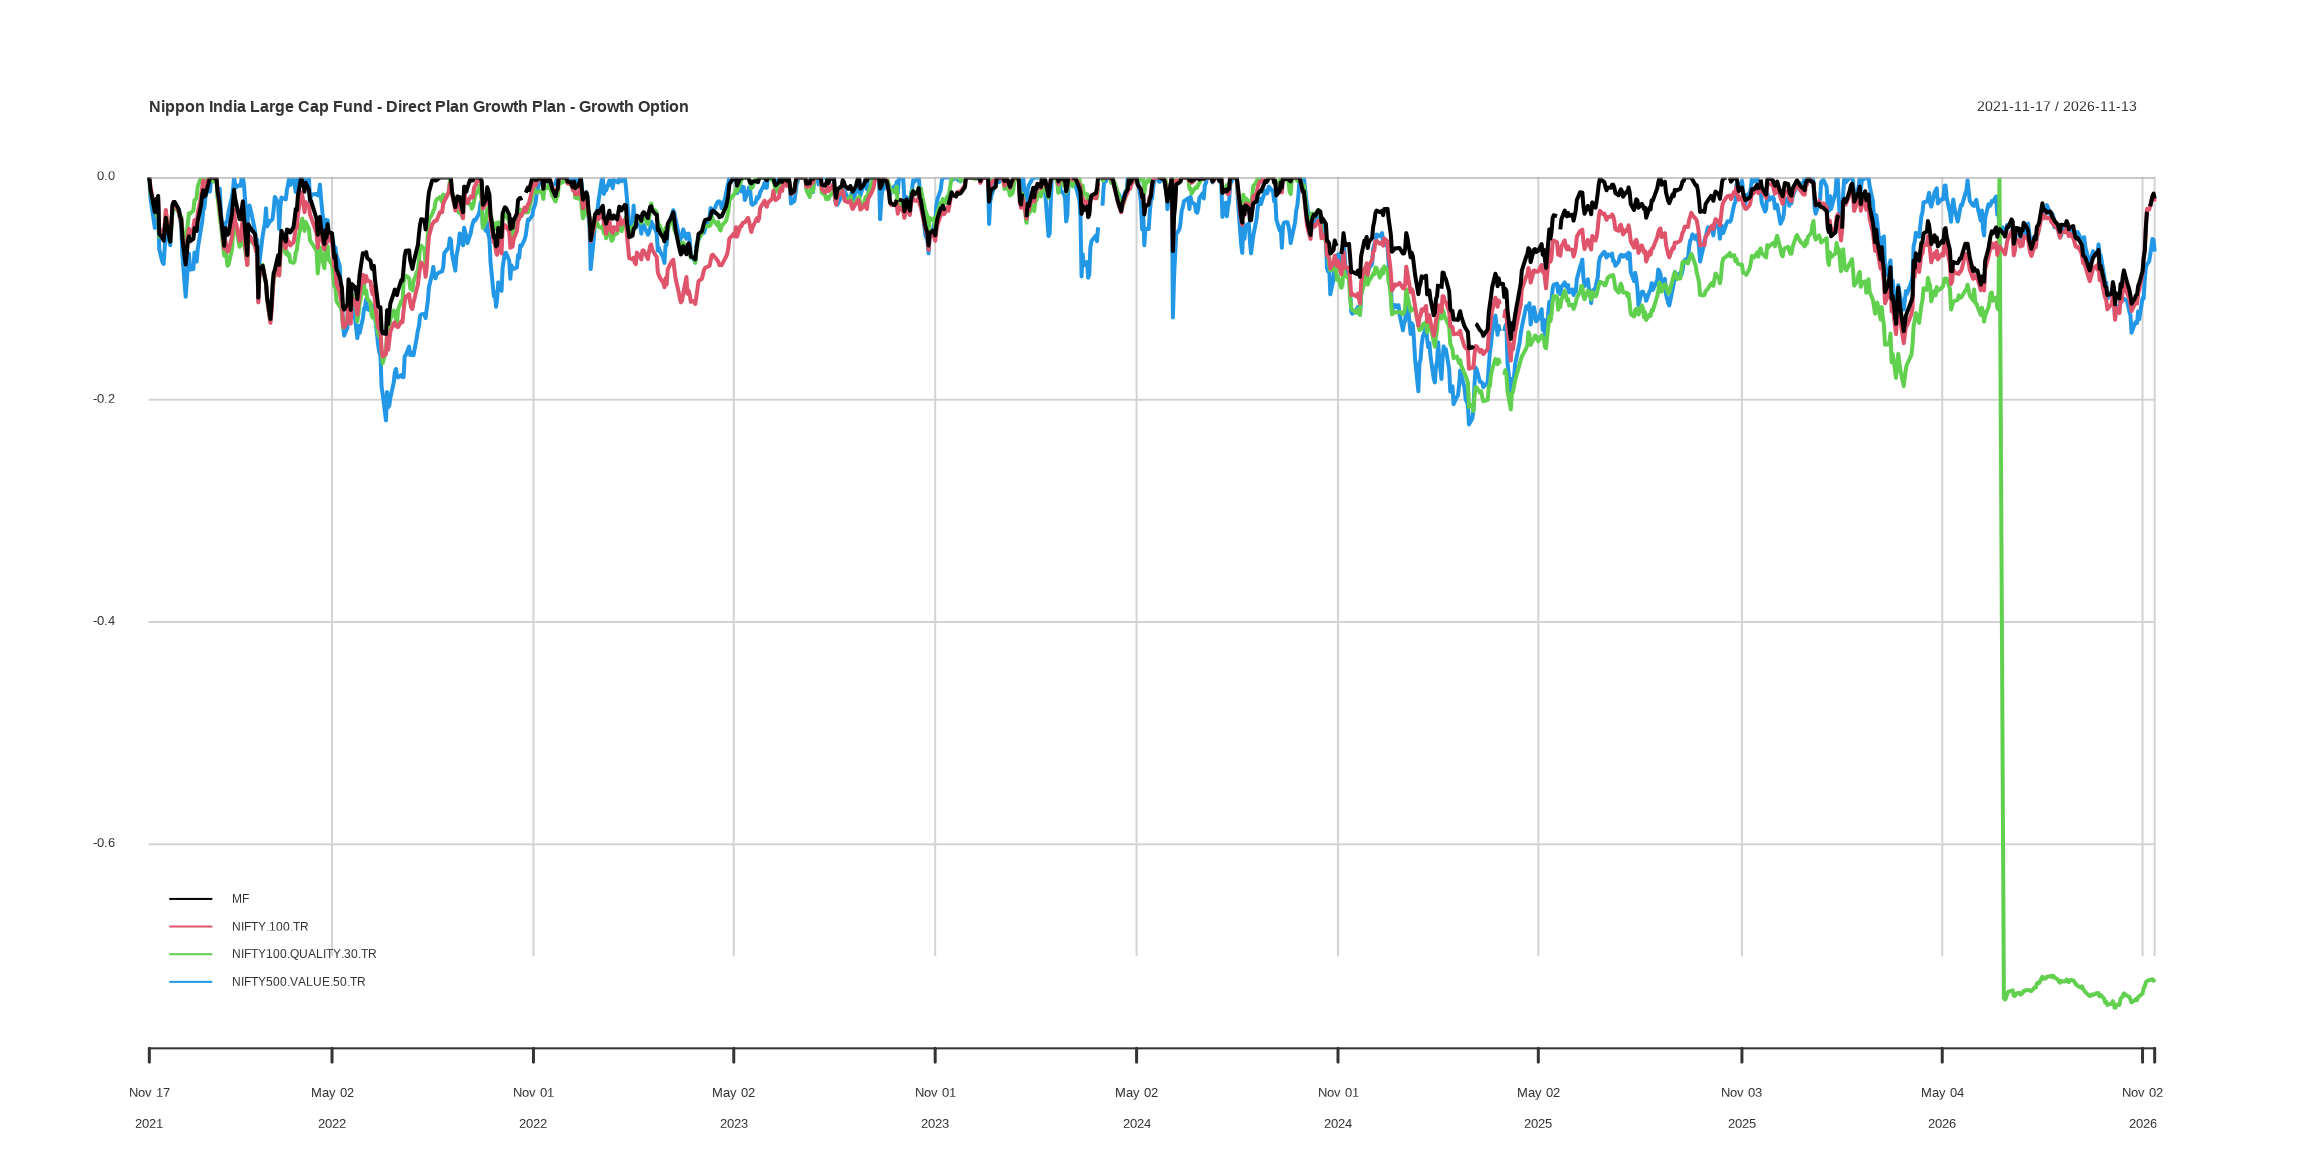 Nippon India Large Cap Fund - Direct Plan Growth Plan - Growth Option
2021-11-17 / 2026-11-13
0.0
-0.2
-0.4
-0.6
MF
NIFTY.100.TR
NIFTY100.QUALITY.30.TR
NIFTY500.VALUE.50.TR
Nov 17 May 02 Nov 01 May 02 Nov 01 May 02 Nov 01 May 02 Nov 03 May 04 Nov 02
2021 2022 2022 2023 2023 2024 2024 2025 2025 2026 2026